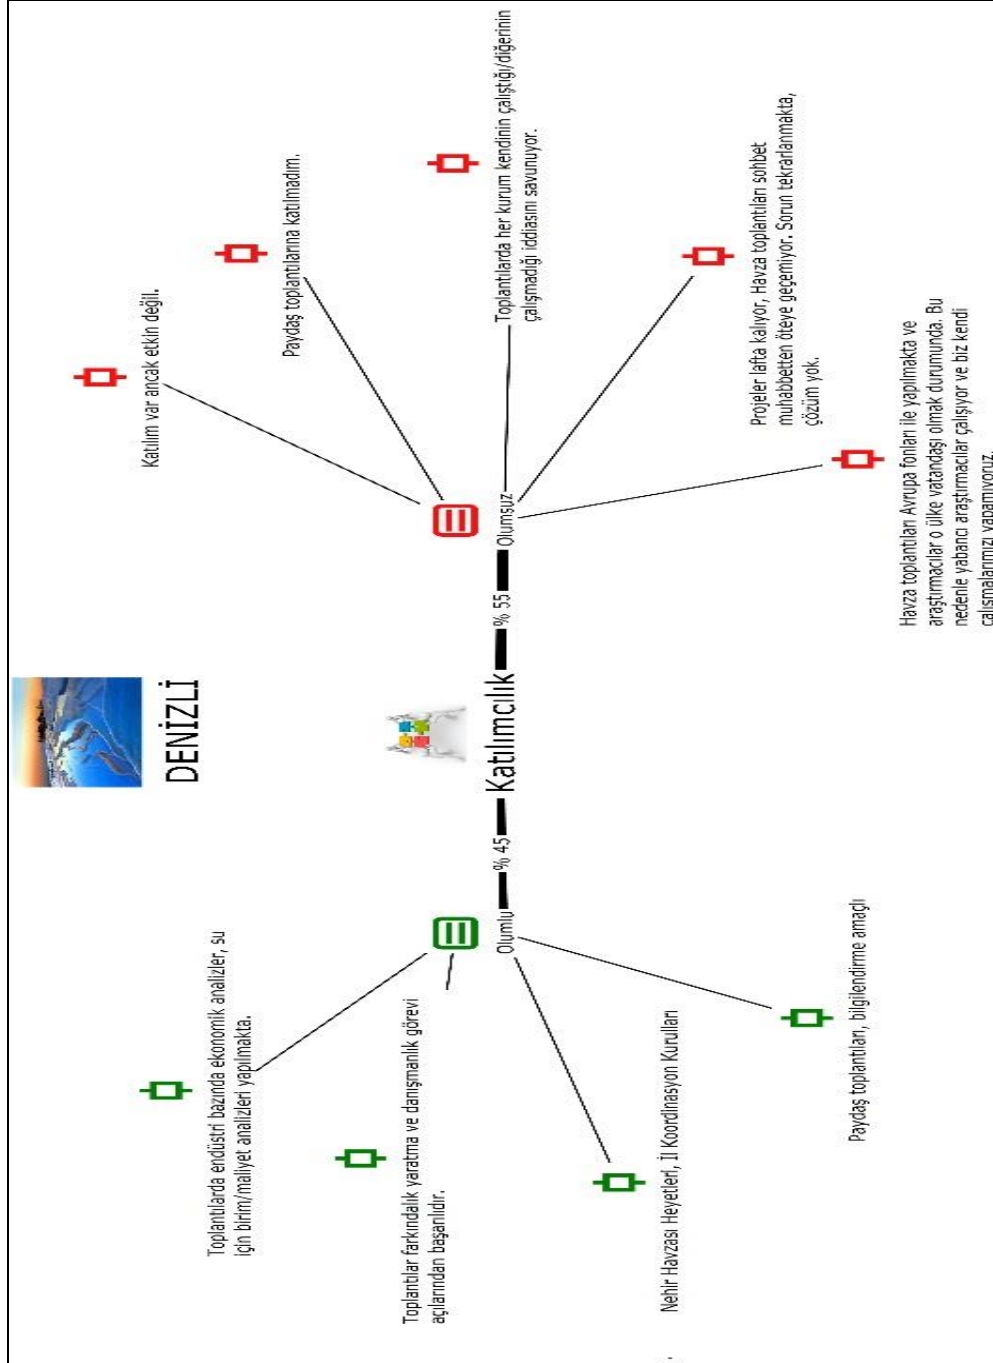 DENİZLİ
Katılımcılık
% 45
Olumlu
Toplantılarda endüstri bazında ekonomik analizler, su
için birim/maliyet analizleri yapılmakta.
Toplantılar farkındalık yaratma ve danışmanlık görevi
açılarından başarılıdır.
Nehir Havzası Heyetleri, İl Koordinasyon Kurulları
Paydaş toplantıları, bilgilendirme amaçlı
% 55
Olumsuz
Katılım var ancak etkin değil.
Paydaş toplantılarına katılmadım.
Toplantılarda her kurum kendinin çalıştığı/diğerinin
çalışmadığı iddiasını savunuyor.
Projeler lafta kalıyor, Havza toplantıları sohbet
muhabbetten öteye geçemiyor. Sorun tekrarlanmakta,
çözüm yok.
Havza toplantıları Avrupa fonları ile yapılmakta ve
araştırmacılar o ülke vatandaşı olmak durumunda. Bu
nedenle yabancı araştırmacılar çalışıyor ve biz kendi
çalışmalarımızı yapamıyoruz.